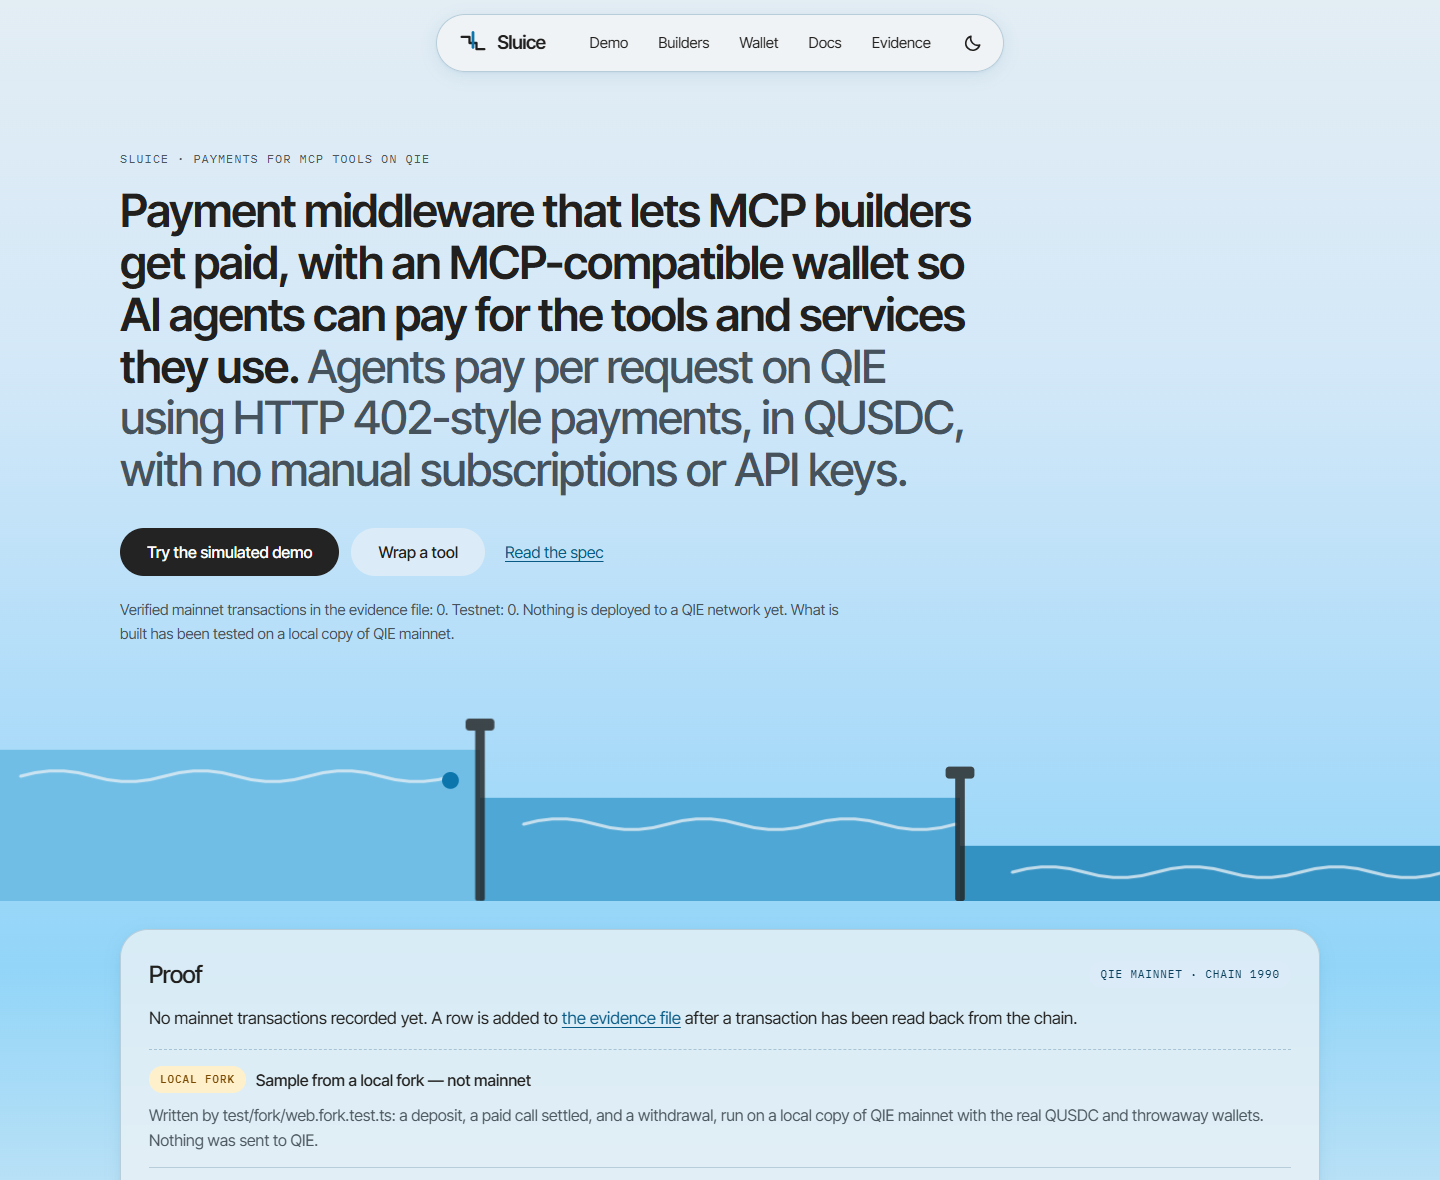 Sluice
Demo
Builders
Wallet
Docs
Evidence
SLUICE · PAYMENTS FOR MCP TOOLS ON QIE
Payment middleware that lets MCP builders
get paid, with an MCP-compatible wallet so
AI agents can pay for the tools and services
they use. Agents pay per request on QIE
using HTTP 402-style payments, in QUSDC,
with no manual subscriptions or API keys.
Try the simulated demo
Wrap a tool
Read the spec
Verified mainnet transactions in the evidence file: 0. Testnet: 0. Nothing is deployed to a QIE network yet. What is
built has been tested on a local copy of QIE mainnet.
Proof
QIE MAINNET · CHAIN 1990
No mainnet transactions recorded yet. A row is added to the evidence file after a transaction has been read back from the chain.
LOCAL FORK
Sample from a local fork — not mainnet
Written by test/fork/web.fork.test.ts: a deposit, a paid call settled, and a withdrawal, run on a local copy of QIE mainnet with the real QUSDC and throwaway wallets.
Nothing was sent to QIE.